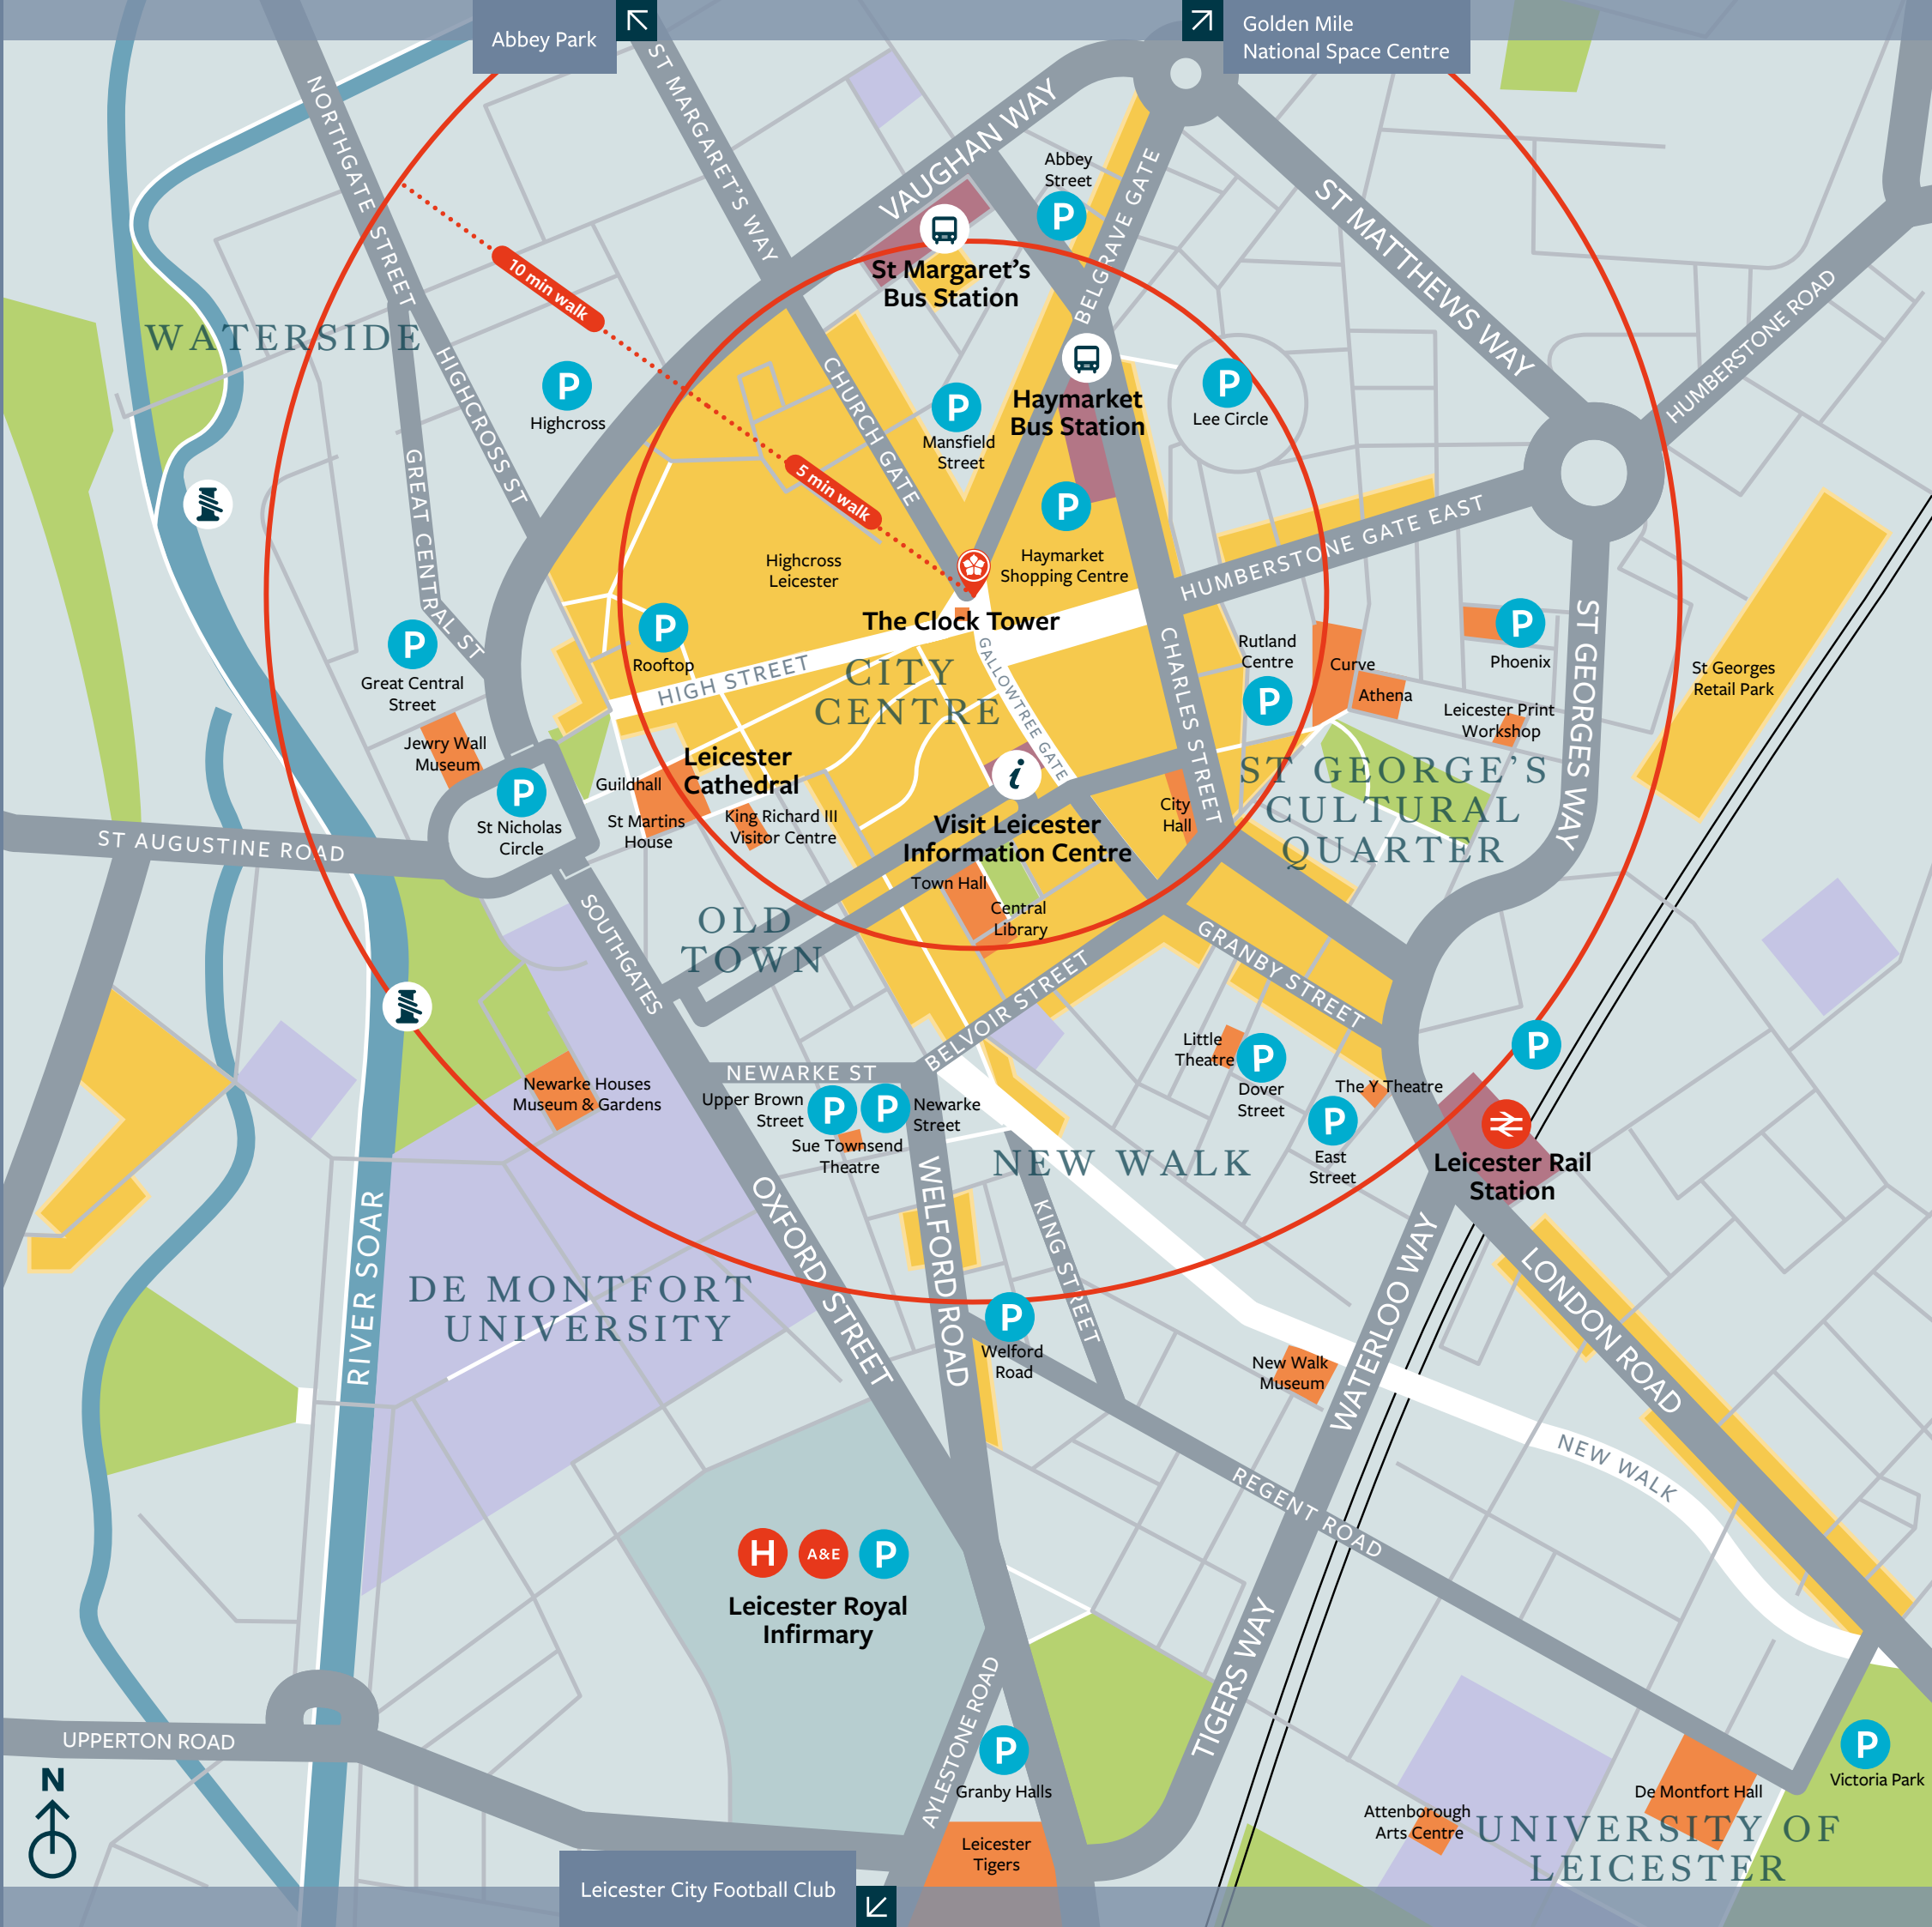 Abbey Park
Golden Mile
National Space Centre
ST MARGARET'S WAY
NORTHGATE STREET
VAUGHAN WAY
Abbey
Street
P
BELGRAVE GATE
ST MATTHEWS WAY
HUMBERSTONE ROAD
10 min walk
St Margaret's
Bus Station
WATERSIDE
HIGHCROSS ST
P
Highcross
CHURCH GATE
P
Mansfield
Street
Haymarket
Bus Station
P
Lee Circle
GREAT CENTRAL ST
5 min walk
P
Haymarket
Shopping Centre
Highcross
Leicester
HUMBERSTONE GATE EAST
The Clock Tower
P
Rooftop
HIGH STREET
CITY
CENTRE
GALLOWTREE GATE
CHARLES STREET
Rutland
Centre
P
Curve
Athena
P
Phoenix
Leicester Print
Workshop
ST GEORGES WAY
St Georges
Retail Park
P
Great Central
Street
Jewry Wall
Museum
P
St Nicholas
Circle
Guildhall
Leicester
Cathedral
St Martins
House
King Richard III
Visitor Centre
i
Visit Leicester
Information Centre
City
Hall
ST GEORGE'S
CULTURAL
QUARTER
ST AUGUSTINE ROAD
Town Hall
Central
Library
OLD
TOWN
SOUTHGATES
GRANBY STREET
BELVOIR STREET
Little
Theatre
P
Dover
Street
The Y Theatre
P
East
Street
P
Leicester Rail
Station
Newarke Houses
Museum & Gardens
NEWARKE ST
Upper Brown
Street
P
P
Newarke
Street
Sue Townsend
Theatre
NEW WALK
OXFORD STREET
WELFORD ROAD
KING STREET
RIVER SOAR
DE MONTFORT
UNIVERSITY
P
Welford
Road
New Walk
Museum
WATERLOO WAY
LONDON ROAD
NEW WALK
REGENT ROAD
H
A&E
P
Leicester Royal
Infirmary
TIGERS WAY
AYLESTONE ROAD
UPPERTON ROAD
N
P
Granby Halls
Leicester
Tigers
De Montfort Hall
P
Victoria Park
Attenborough
Arts Centre
UNIVERSITY OF
LEICESTER
Leicester City Football Club